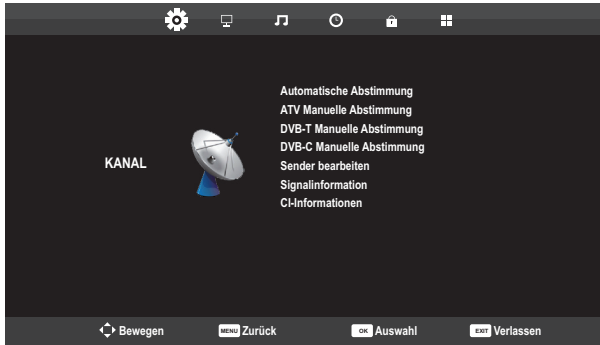 Automatische Abstimmung
ATV Manuelle Abstimmung
DVB-T Manuelle Abstimmung
DVB-C Manuelle Abstimmung
KANAL
Sender bearbeiten
Signalinformation
CI-Informationen
Bewegen MENU Zurück OK Auswahl EXIT Verlassen